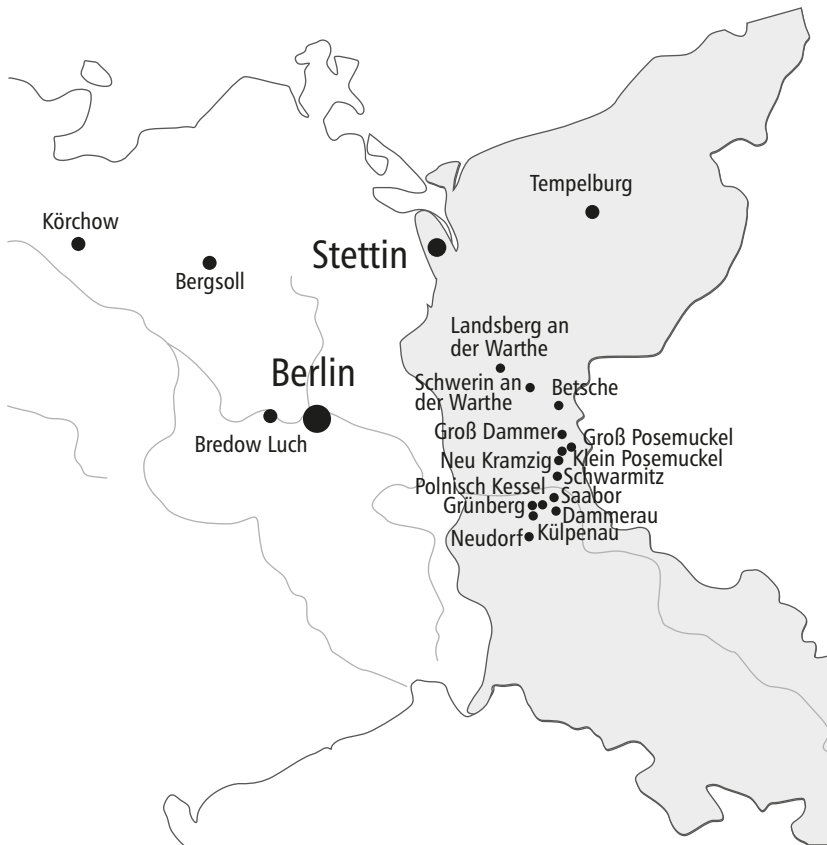 Tempelburg
Körchow
Stettin
Bergsoll
Landsberg an
der Warthe
Berlin
Schwerin an
der Warthe
Betsche
Bredow Luch
Groß Dammer
Groß Posemuckel
Neu Kramzig
Klein Posemuckel
Schwarmitz
Polnisch Kessel
Saabor
Grünberg
Dammerau
Neudorf
Külpenau